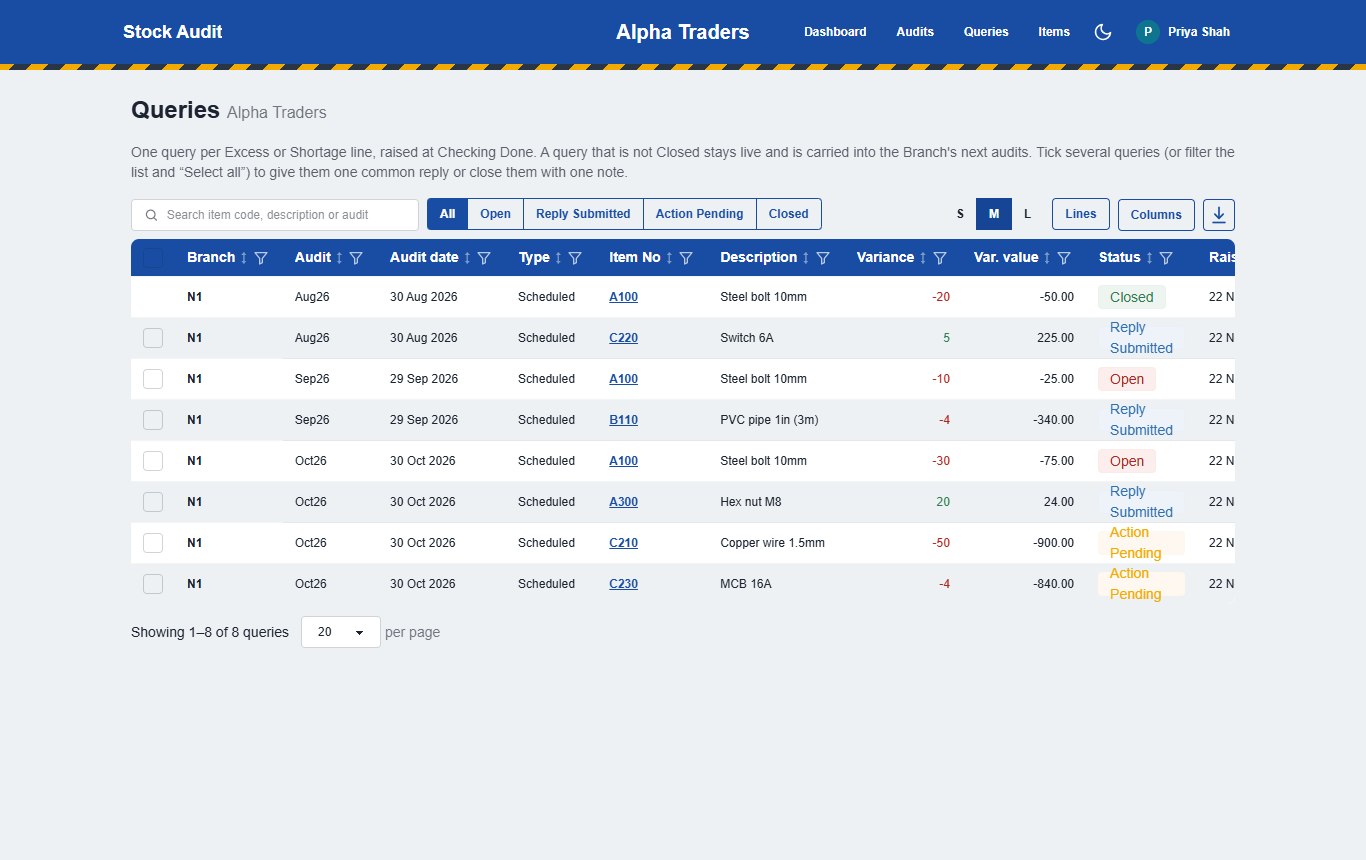 Stock Audit
Alpha Traders
Dashboard Audits Queries Items P Priya Shah
Queries Alpha Traders
One query per Excess or Shortage line, raised at Checking Done. A query that is not Closed stays live and is carried into the Branch's next audits. Tick several queries (or filter the
list and “Select all”) to give them one common reply or close them with one note.
Search item code, description or audit All Open Reply Submitted Action Pending Closed S M L Lines Columns
Branch Audit Audit date Type Item No Description Variance Var. value Status Rais
N1 Aug26 30 Aug 2026 Scheduled A100 Steel bolt 10mm -20 -50.00 Closed 22 N
N1 Aug26 30 Aug 2026 Scheduled C220 Switch 6A 5 225.00 Reply Submitted 22 N
N1 Sep26 29 Sep 2026 Scheduled A100 Steel bolt 10mm -10 -25.00 Open 22 N
N1 Sep26 29 Sep 2026 Scheduled B110 PVC pipe 1in (3m) -4 -340.00 Reply Submitted 22 N
N1 Oct26 30 Oct 2026 Scheduled A100 Steel bolt 10mm -30 -75.00 Open 22 N
N1 Oct26 30 Oct 2026 Scheduled A300 Hex nut M8 20 24.00 Reply Submitted 22 N
N1 Oct26 30 Oct 2026 Scheduled C210 Copper wire 1.5mm -50 -900.00 Action Pending 22 N
N1 Oct26 30 Oct 2026 Scheduled C230 MCB 16A -4 -840.00 Action Pending 22 N
Showing 1–8 of 8 queries 20 per page